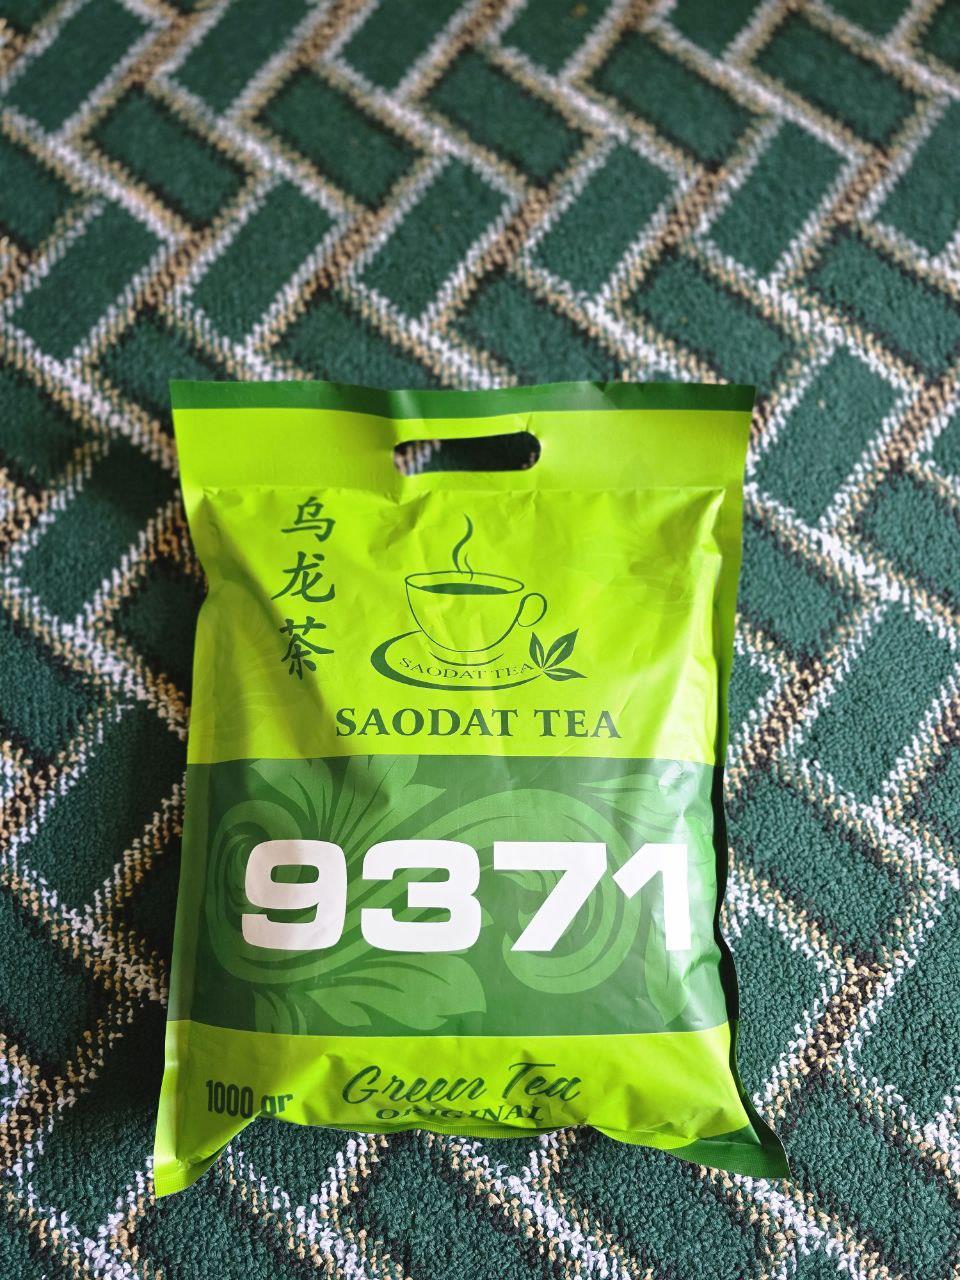 乌龙茶
SAODAT TEA
SAODAT TEA
9371
Green Tea
ORIGINAL
1000 gr